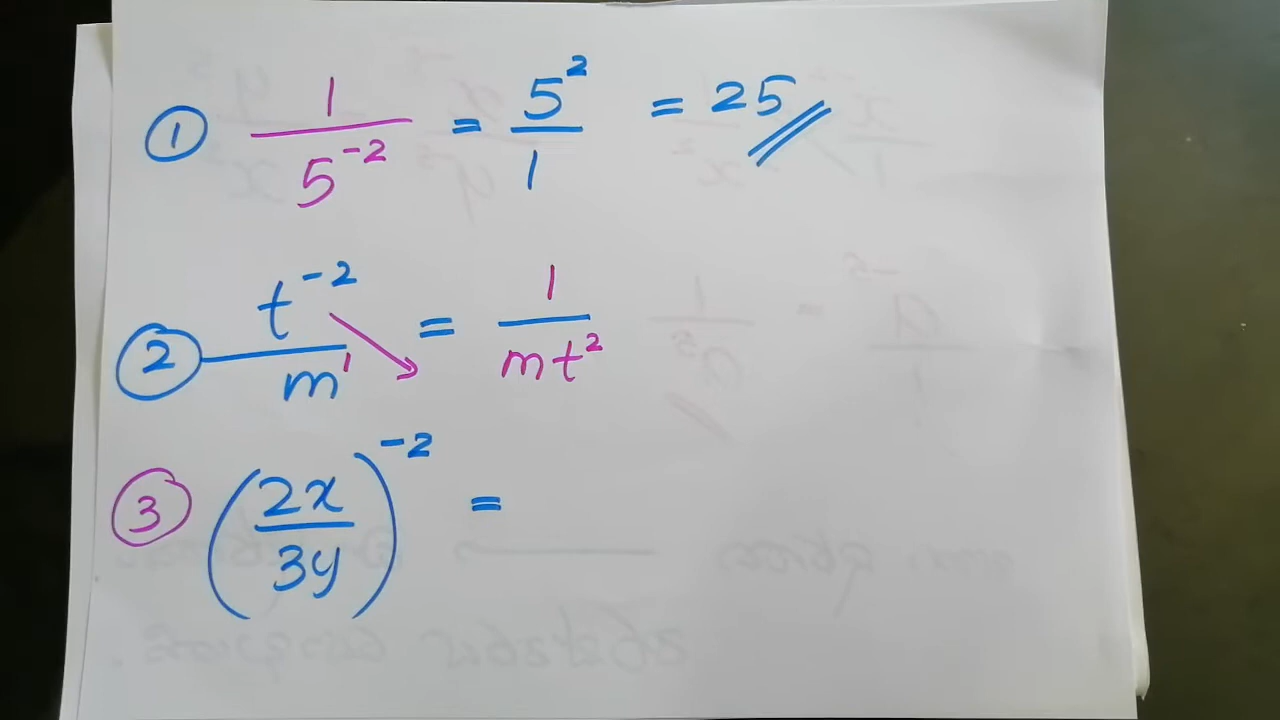 ① 1/5⁻² = 5²/1 = 25
② t⁻²/m¹ = 1/mt²
③ (2x/3y)⁻² =